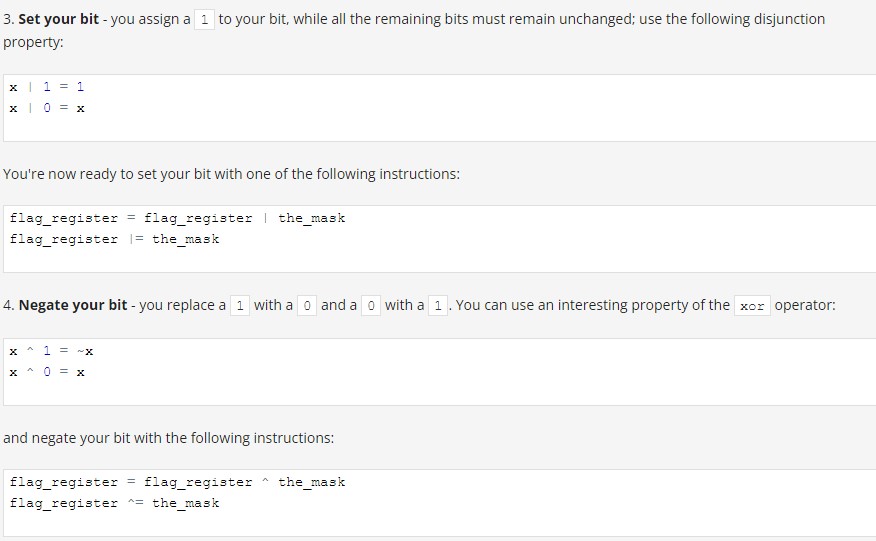 3. Set your bit - you assign a 1 to your bit, while all the remaining bits must remain unchanged; use the following disjunction
property:
x | 1 = 1
x | 0 = x
You're now ready to set your bit with one of the following instructions:
flag_register = flag_register | the_mask
flag_register |= the_mask
4. Negate your bit - you replace a 1 with a 0 and a 0 with a 1. You can use an interesting property of the xor operator:
x ^ 1 = ~x
x ^ 0 = x
and negate your bit with the following instructions:
flag_register = flag_register ^ the_mask
flag_register ^= the_mask